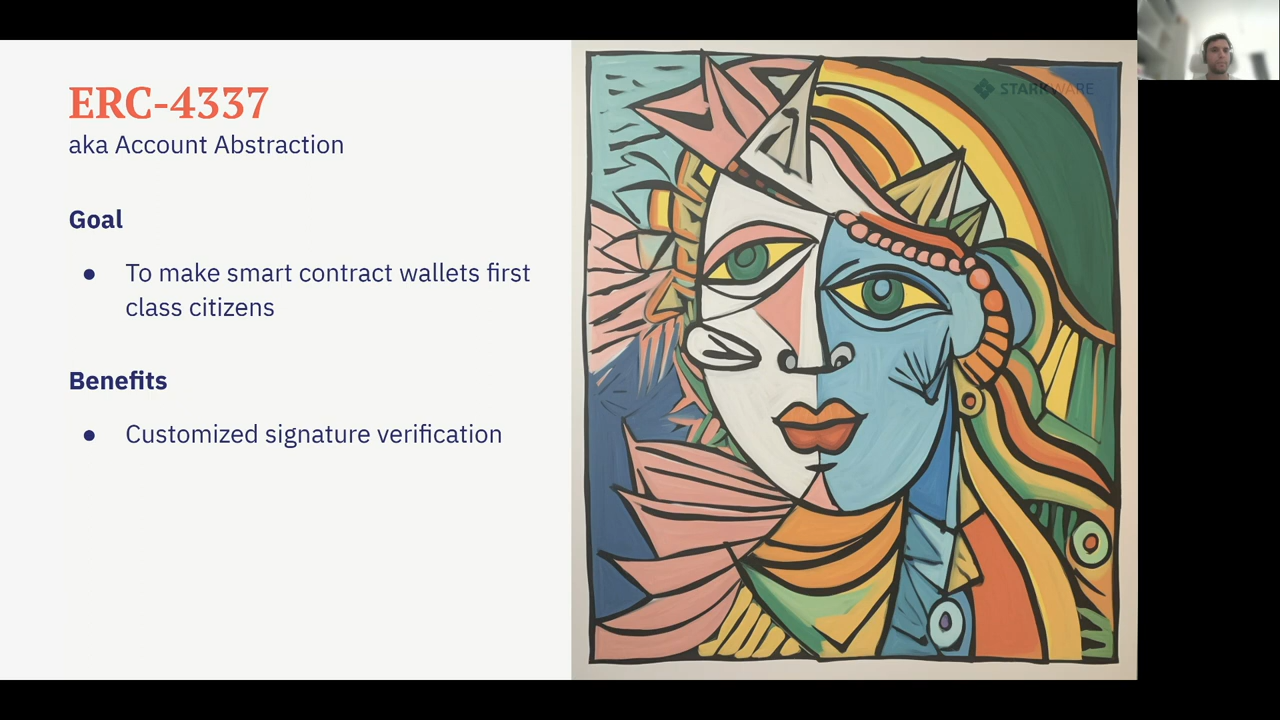 ERC-4337
aka Account Abstraction
Goal
● To make smart contract wallets first
class citizens
Benefits
● Customized signature verification
STARKWARE